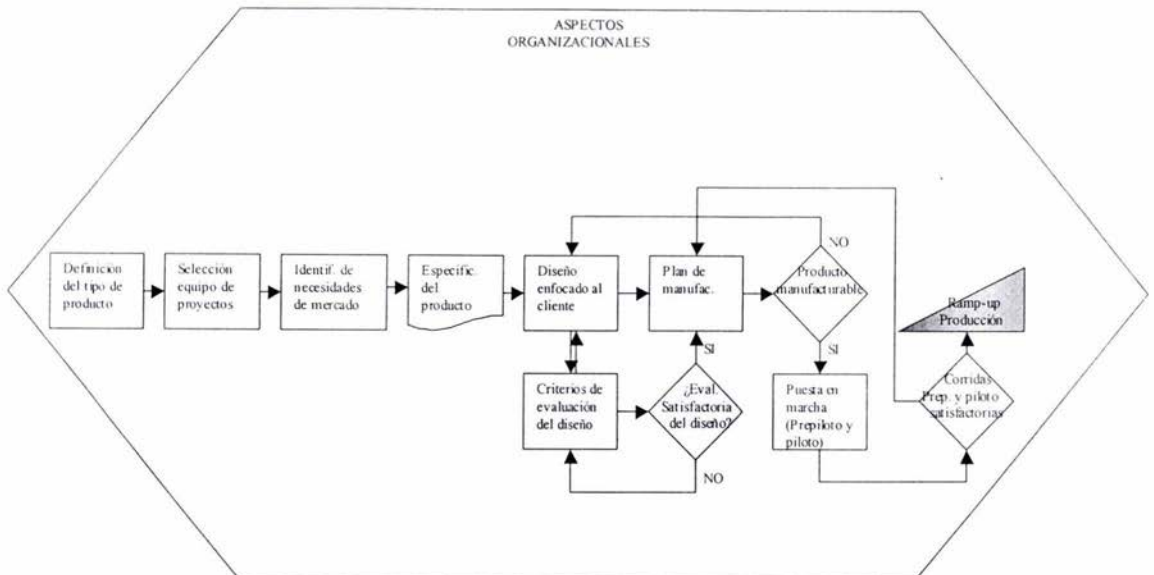 ASPECTOS
ORGANIZACIONALES
Definición
del tipo de
producto
Selección
equipo de
proyectos
Identif. de
necesidades
de mercado
Especific.
del
producto
Diseño
enfocado al
cliente
Plan de
manufac.
NO
Producto
manufacturable
SI
Ramp-up
Producción
Criterios de
evaluación
del diseño
SI
¿Eval.
Satisfactoria
del diseño?
NO
Puesta en
marcha
(Prepiloto y
piloto)
Corridas
Prep. y piloto
satisfactorias